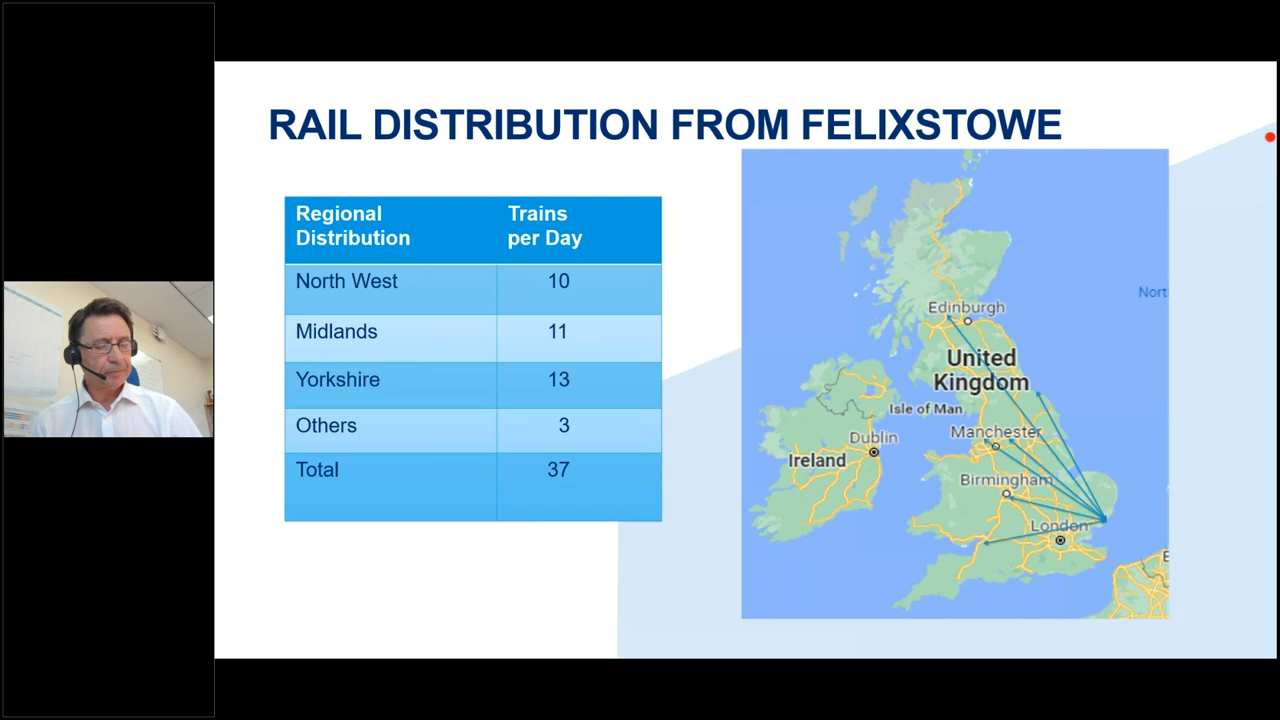 RAIL DISTRIBUTION FROM FELIXSTOWE
Regional Distribution
Trains per Day
North West 10
Midlands 11
Yorkshire 13
Others 3
Total 37
Nort
Edinburgh
United
Kingdom
Isle of Man
Manchester
Dublin
Ireland
Birmingham
London
E